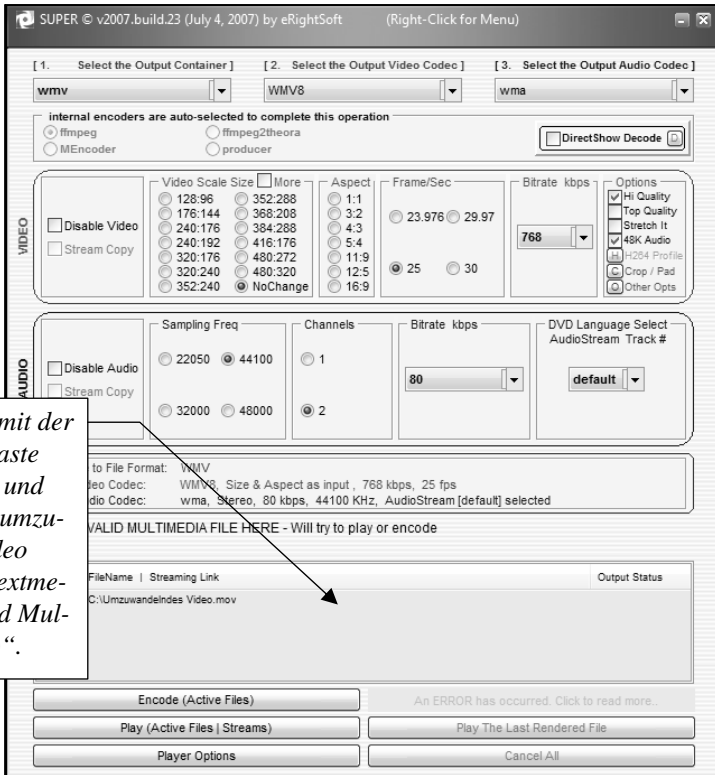 SUPER © v2007.build.23 (July 4, 2007) by eRightSoft (Right-Click for Menu)
[ 1. Select the Output Container ] [ 2. Select the Output Video Codec ] [ 3. Select the Output Audio Codec ]
wmv WMV8 wma
internal encoders are auto-selected to complete this operation
ffmpeg ffmpeg2theora
MEncoder producer
DirectShow Decode D
VIDEO
Disable Video
Stream Copy
Video Scale Size More
128:96 352:288
176:144 368:208
240:176 384:288
240:192 416:176
320:176 480:272
320:240 480:320
352:240 NoChange
Aspect
1:1
3:2
4:3
5:4
11:9
12:5
16:9
Frame/Sec
23.976 29.97
25 30
Bitrate kbps
768
Options
Hi Quality
Top Quality
Stretch It
48K Audio
H H264 Profile
C Crop / Pad
O Other Opts
AUDIO
Disable Audio
Stream Copy
Sampling Freq
22050 44100
32000 48000
Channels
1
2
Bitrate kbps
80
DVD Language Select
AudioStream Track #
default
mit der
aste
und
umzu-
leo
extme-
d Mul-
“.
e to File Format: WMV
deo Codec: WMV8, Size & Aspect as input , 768 kbps, 25 fps
dio Codec: wma, Stereo, 80 kbps, 44100 KHz, AudioStream [default] selected
VALID MULTIMEDIA FILE HERE - Will try to play or encode
FileName | Streaming Link Output Status
C:\Umzuwandelndes Video.mov
Encode (Active Files) An ERROR has occurred. Click to read more..
Play (Active Files | Streams) Play The Last Rendered File
Player Options Cancel All